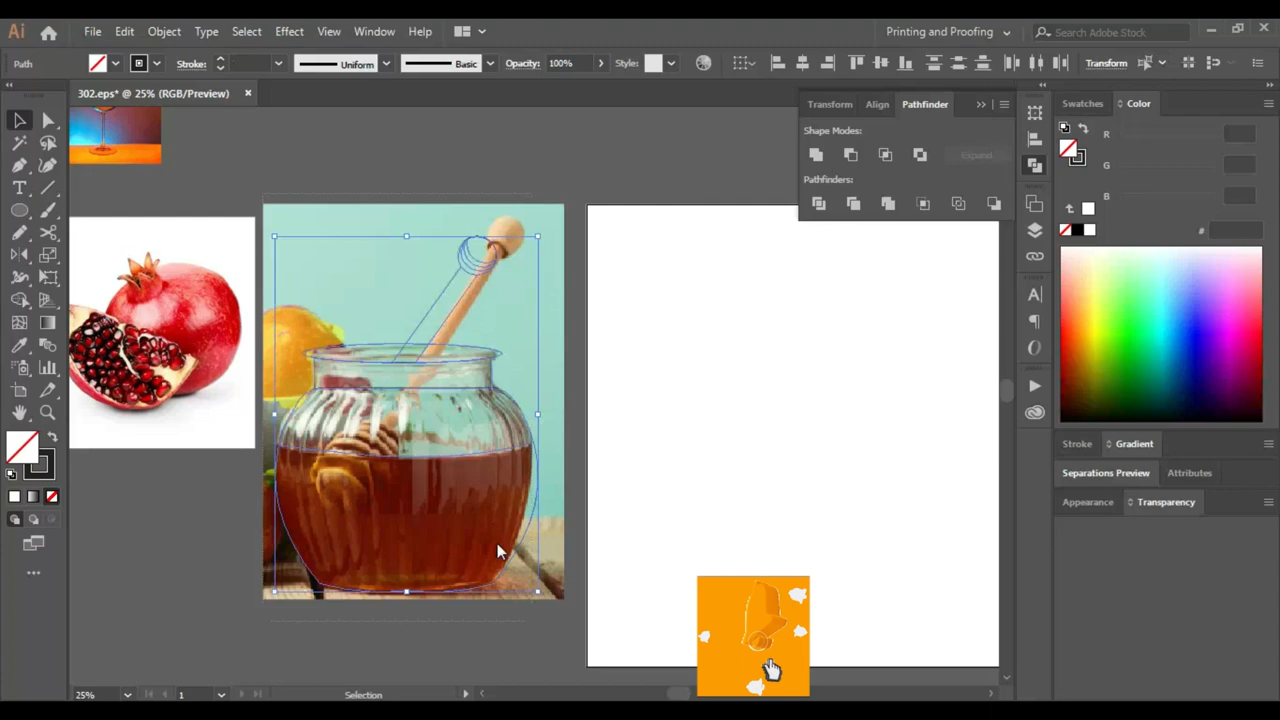 Ai File Edit Object Type Select Effect View Window Help Printing and Proofing Search Adobe Stock
Path Stroke: Uniform Basic Opacity: 100% Style: Transform
302.eps* @ 25% (RGB/Preview)
Transform Align Pathfinder
Shape Modes:
Expand
Pathfinders:
Swatches Color
R
G
B
#
Stroke Gradient
Separations Preview Attributes
Appearance Transparency
25% 1 Selection